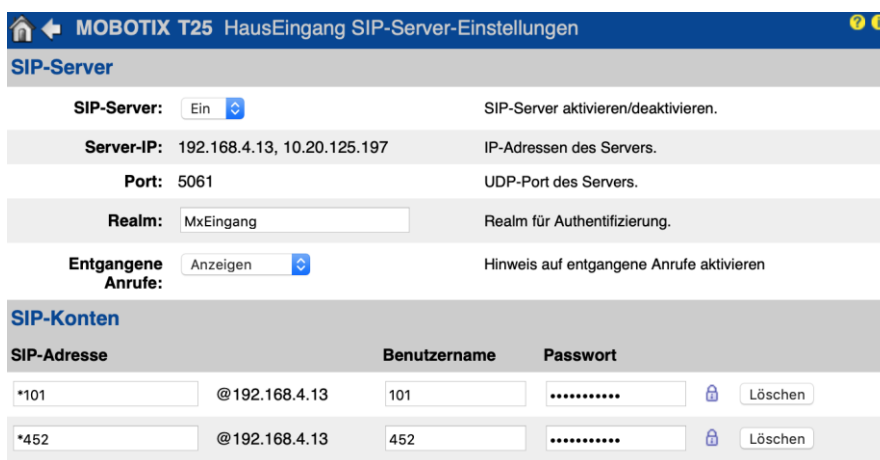 MOBOTIX T25 HausEingang SIP-Server-Einstellungen ?
SIP-Server
SIP-Server: Ein SIP-Server aktivieren/deaktivieren.
Server-IP: 192.168.4.13, 10.20.125.197 IP-Adressen des Servers.
Port: 5061 UDP-Port des Servers.
Realm: MxEingang Realm für Authentifizierung.
Entgangene Anrufe: Anzeigen Hinweis auf entgangene Anrufe aktivieren
SIP-Konten
SIP-Adresse Benutzername Passwort
*101 @192.168.4.13 101 ••••••••••• Löschen
*452 @192.168.4.13 452 ••••••••••• Löschen